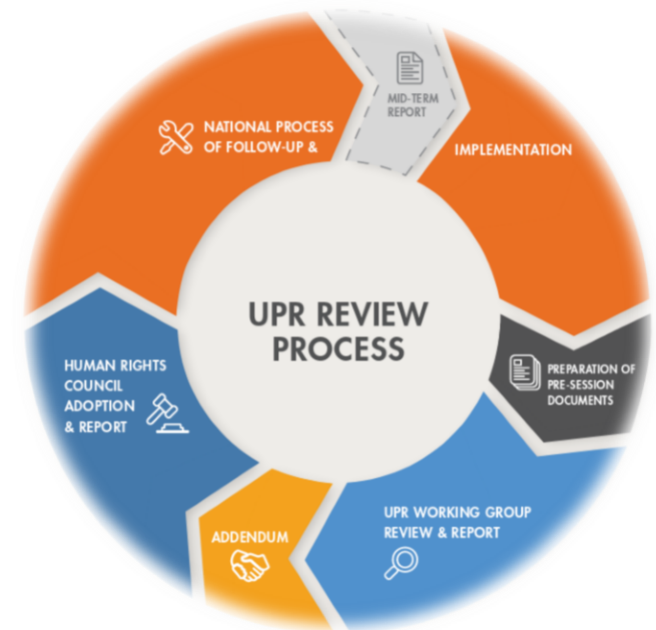 MID-TERM
REPORT
NATIONAL PROCESS
OF FOLLOW-UP &
IMPLEMENTATION
UPR REVIEW
PROCESS
PREPARATION OF
PRE-SESSION
DOCUMENTS
HUMAN RIGHTS
COUNCIL
ADOPTION
& REPORT
UPR WORKING GROUP
REVIEW & REPORT
ADDENDUM